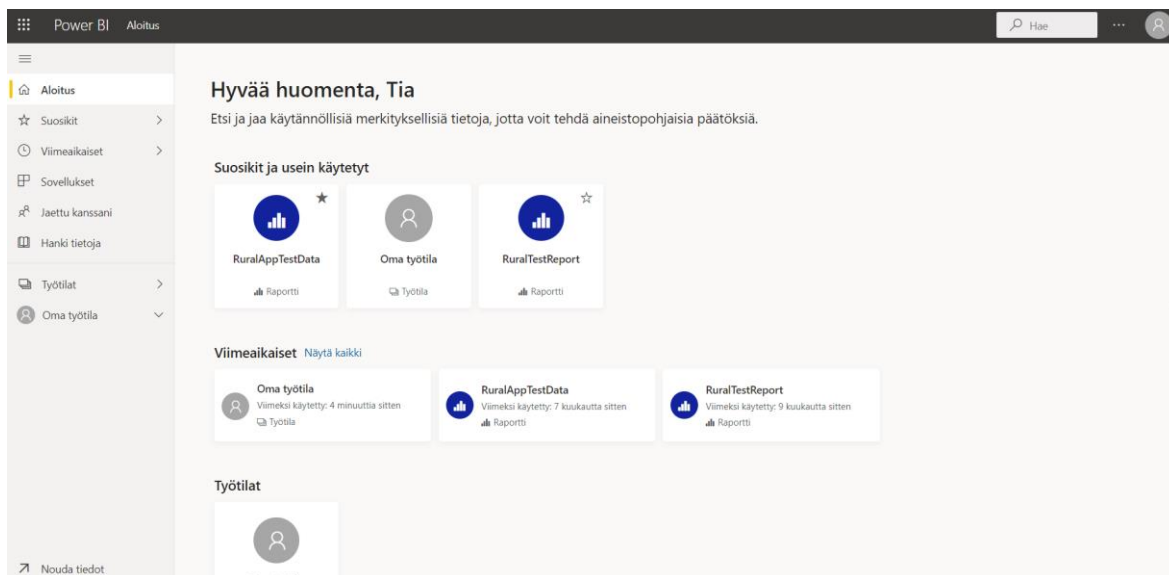 Power BI Aloitus
Hae
Aloitus
Suosikit
Viimeaikaiset
Sovellukset
Jaettu kanssani
Hanki tietoja
Työtilat
Oma työtila
Nouda tiedot
Hyvää huomenta, Tia
Etsi ja jaa käytännöllisiä merkityksellisiä tietoja, jotta voit tehdä aineistopohjaisia päätöksiä.
Suosikit ja usein käytetyt
RuralAppTestData
Raportti
Oma työtila
Työtila
RuralTestReport
Raportti
Viimeaikaiset Näytä kaikki
Oma työtila
Viimeksi käytetty: 4 minuuttia sitten
Työtila
RuralAppTestData
Viimeksi käytetty: 7 kuukautta sitten
Raportti
RuralTestReport
Viimeksi käytetty: 9 kuukautta sitten
Raportti
Työtilat